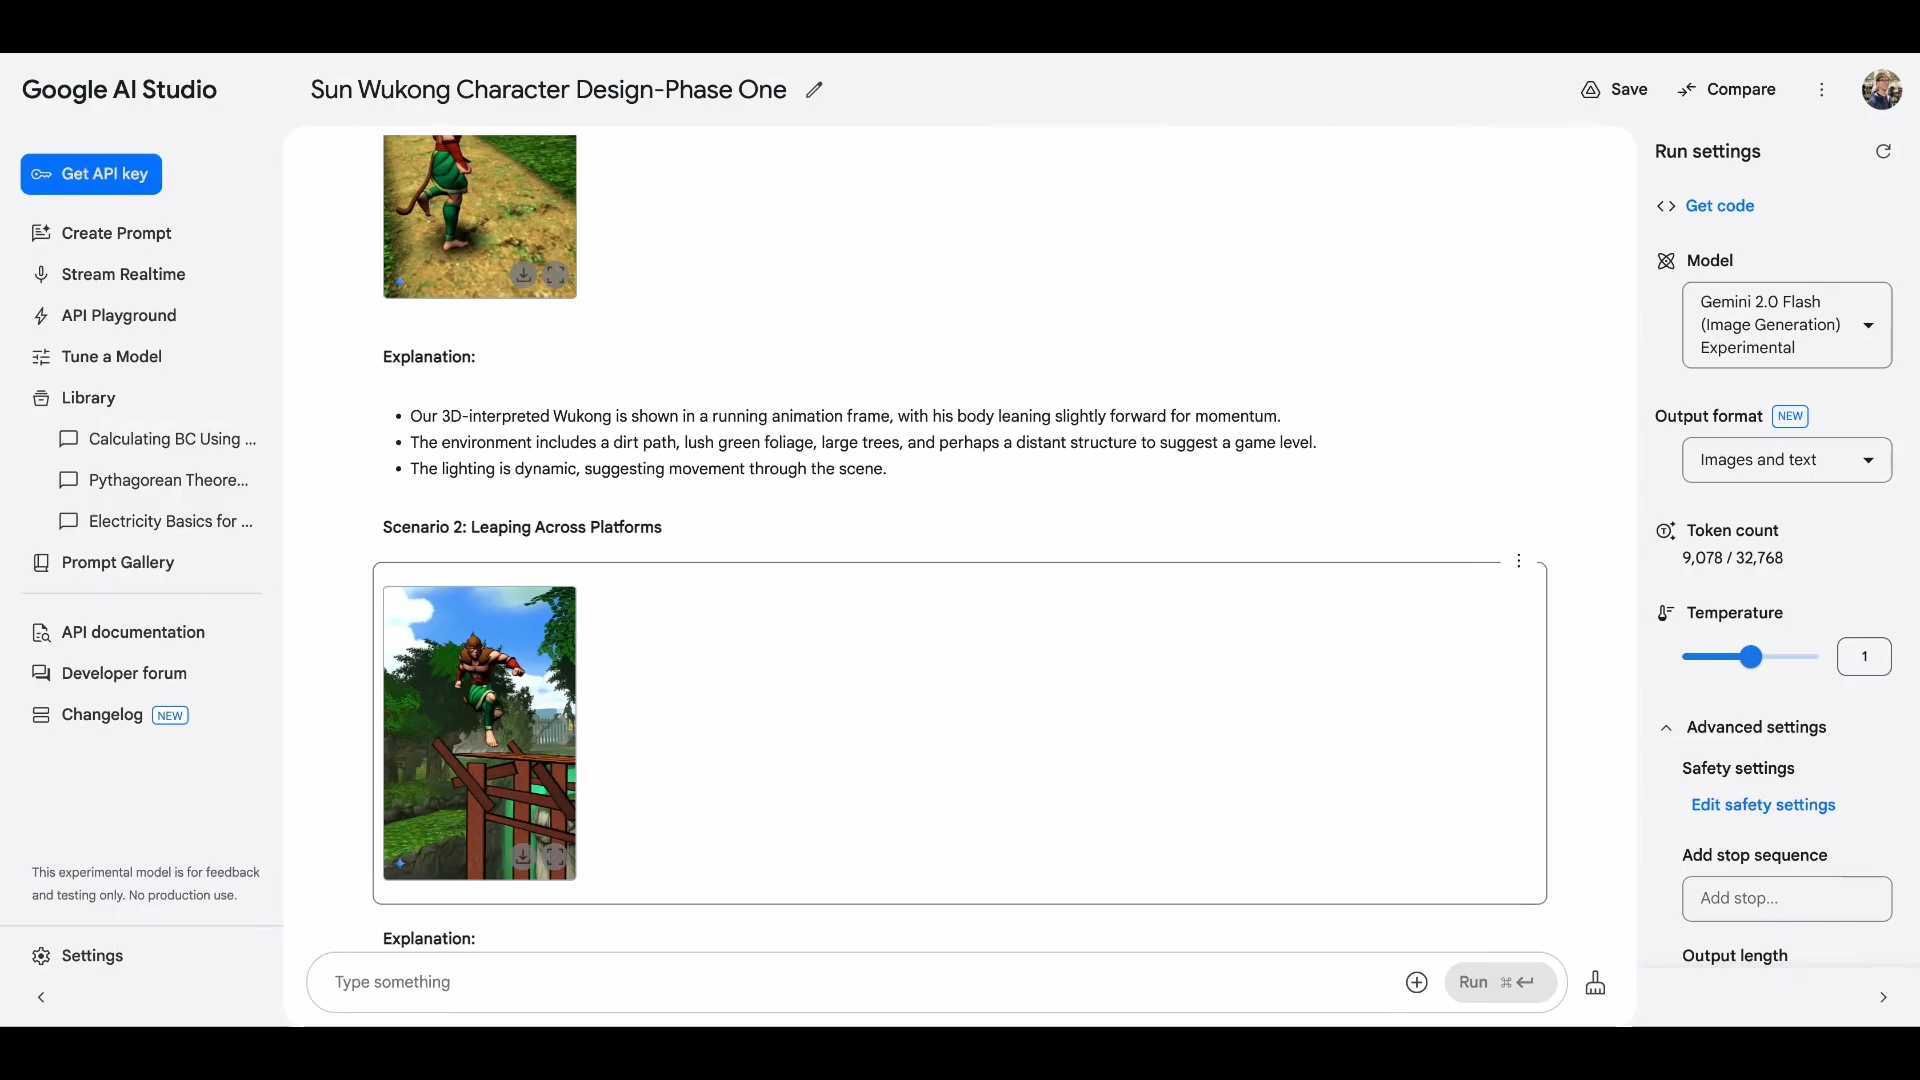 Google AI Studio
Sun Wukong Character Design-Phase One
Save
Compare
Get API key
Create Prompt
Stream Realtime
API Playground
Tune a Model
Library
Calculating BC Using ...
Pythagorean Theore...
Electricity Basics for ...
Prompt Gallery
API documentation
Developer forum
Changelog NEW
This experimental model is for feedback
and testing only. No production use.
Settings
Explanation:
• Our 3D-interpreted Wukong is shown in a running animation frame, with his body leaning slightly forward for momentum.
• The environment includes a dirt path, lush green foliage, large trees, and perhaps a distant structure to suggest a game level.
• The lighting is dynamic, suggesting movement through the scene.
Scenario 2: Leaping Across Platforms
Explanation:
Type something
Run ⌘
Run settings
Get code
Model
Gemini 2.0 Flash
(Image Generation)
Experimental
Output format NEW
Images and text
Token count
9,078 / 32,768
Temperature
1
Advanced settings
Safety settings
Edit safety settings
Add stop sequence
Add stop...
Output length